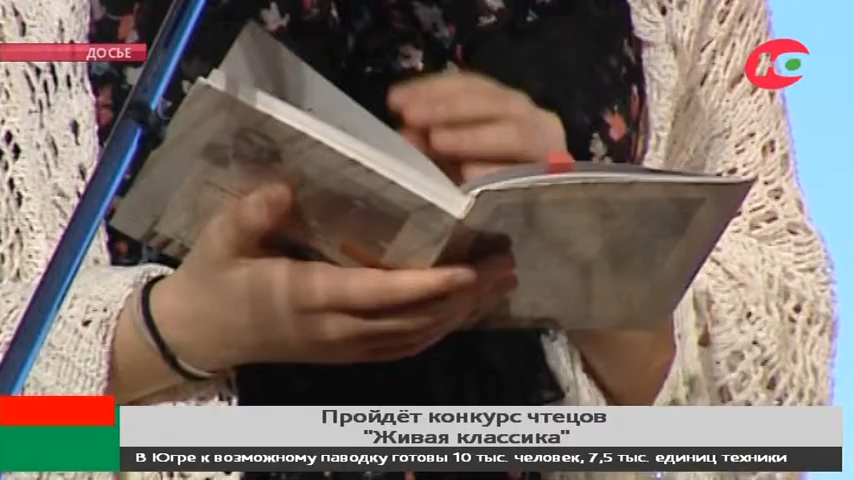 ДОСЬЕ
Ю
Пройдёт конкурс чтецов
"Живая классика"
В Югре к возможному паводку готовы 10 тыс. человек, 7,5 тыс. единиц техники